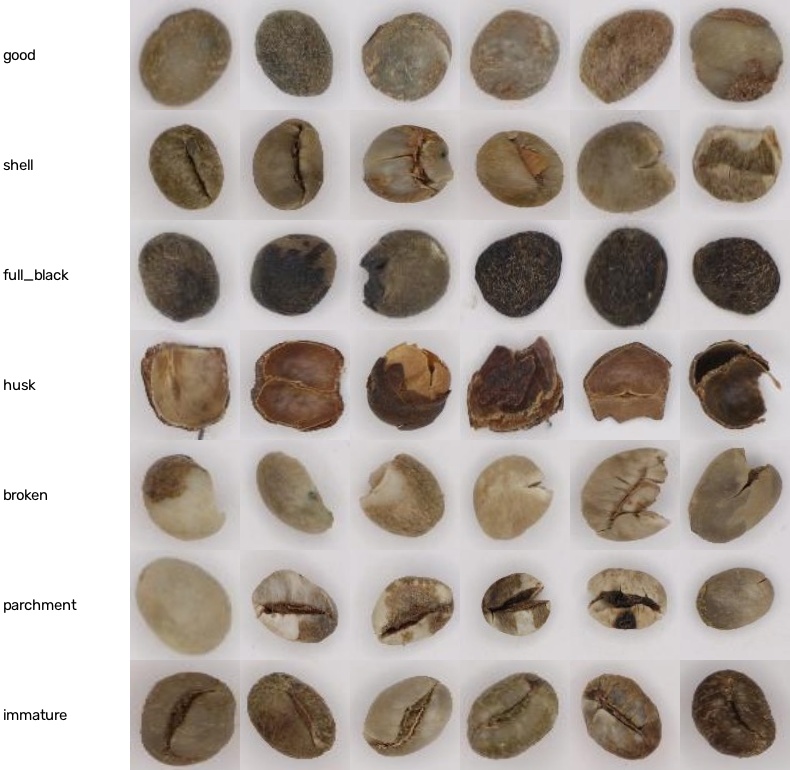 good
shell
full_black
husk
broken
parchment
immature